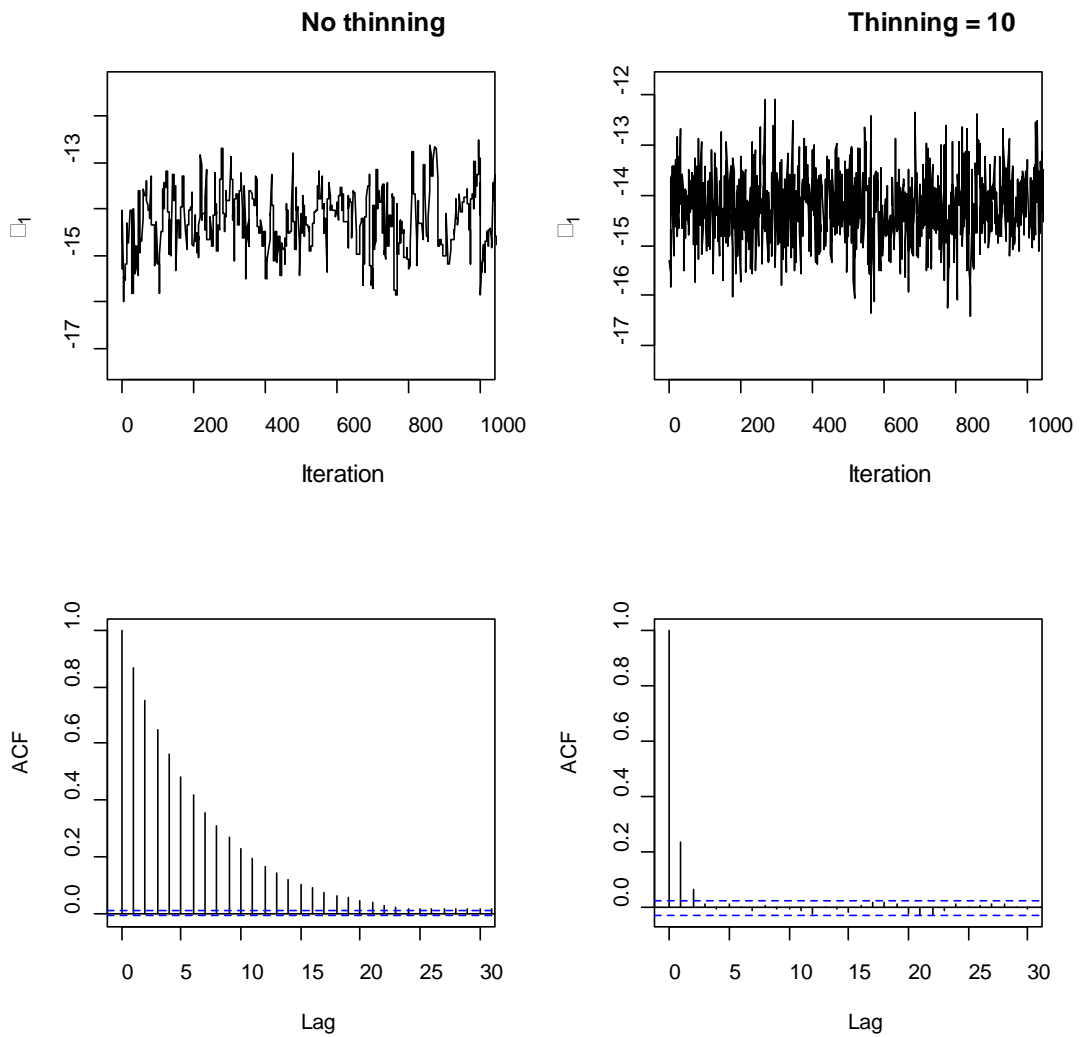 No thinning
-17 -15 -13
□1
0 200 400 600 800 1000
Iteration
Thinning = 10
-17 -16 -15 -14 -13 -12
□1
0 200 400 600 800 1000
Iteration
0.0 0.2 0.4 0.6 0.8 1.0
ACF
0 5 10 15 20 25 30
Lag
0.0 0.2 0.4 0.6 0.8 1.0
ACF
0 5 10 15 20 25 30
Lag